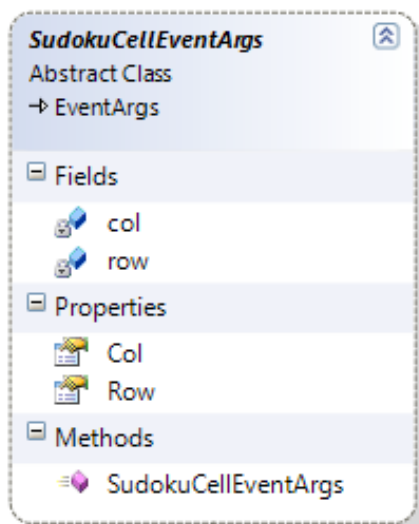 SudokuCellEventArgs
Abstract Class
EventArgs
Fields
col
row
Properties
Col
Row
Methods
SudokuCellEventArgs